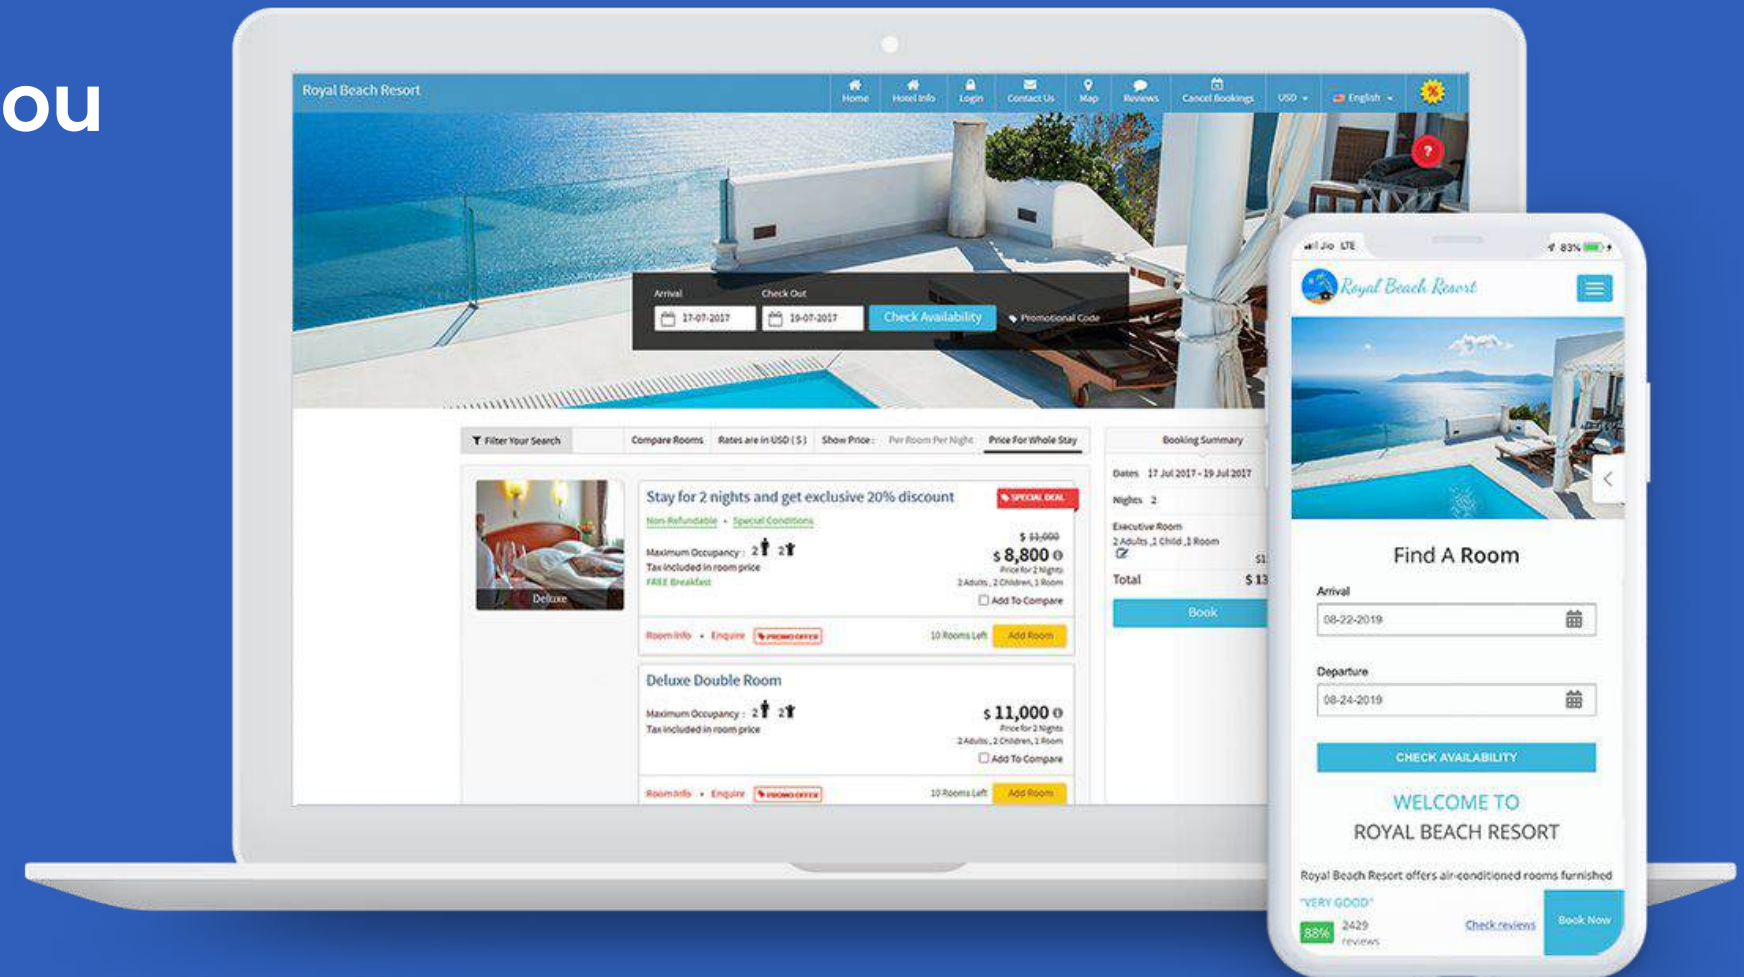 ou
Royal Beach Resort
Home
Hotel Info
Login
Contact Us
Map
Reviews
Cancel Bookings
USD
English
%
?
Arrival
Check Out
17-07-2017
19-07-2017
Check Availability
Promotional Code
Filter Your Search
Compare Rooms
Rates are in USD ( $ )
Show Price :
Per Room Per Night
Price For Whole Stay
Deluxe
Stay for 2 nights and get exclusive 20% discount
SPECIAL DEAL
Non-Refundable • Special Conditions
Maximum Occupancy : 2 2
Tax included in room price
FREE Breakfast
$ 11,000
$ 8,800
Price for 2 Nights
2 Adults , 2 Children, 1 Room
Add To Compare
Room Info • Enquire PROMO OFFER
10 Rooms Left
Add Room
Deluxe Double Room
Maximum Occupancy : 2 2
Tax included in room price
$ 11,000
Price for 2 Nights
2 Adults , 2 Children, 1 Room
Add To Compare
Room Info • Enquire PROMO OFFER
10 Rooms Left
Add Room
Booking Summary
Dates 17 Jul 2017 - 19 Jul 2017
Nights 2
Executive Room
2 Adults ,2 Child ,1 Room
Total
$ 13
Book
Jio LTE
83%
Royal Beach Resort
Find A Room
Arrival
08-22-2019
Departure
08-24-2019
CHECK AVAILABILITY
WELCOME TO
ROYAL BEACH RESORT
Royal Beach Resort offers air-conditioned rooms furnished
"VERY GOOD"
88%
2429
reviews
Check reviews
Book Now